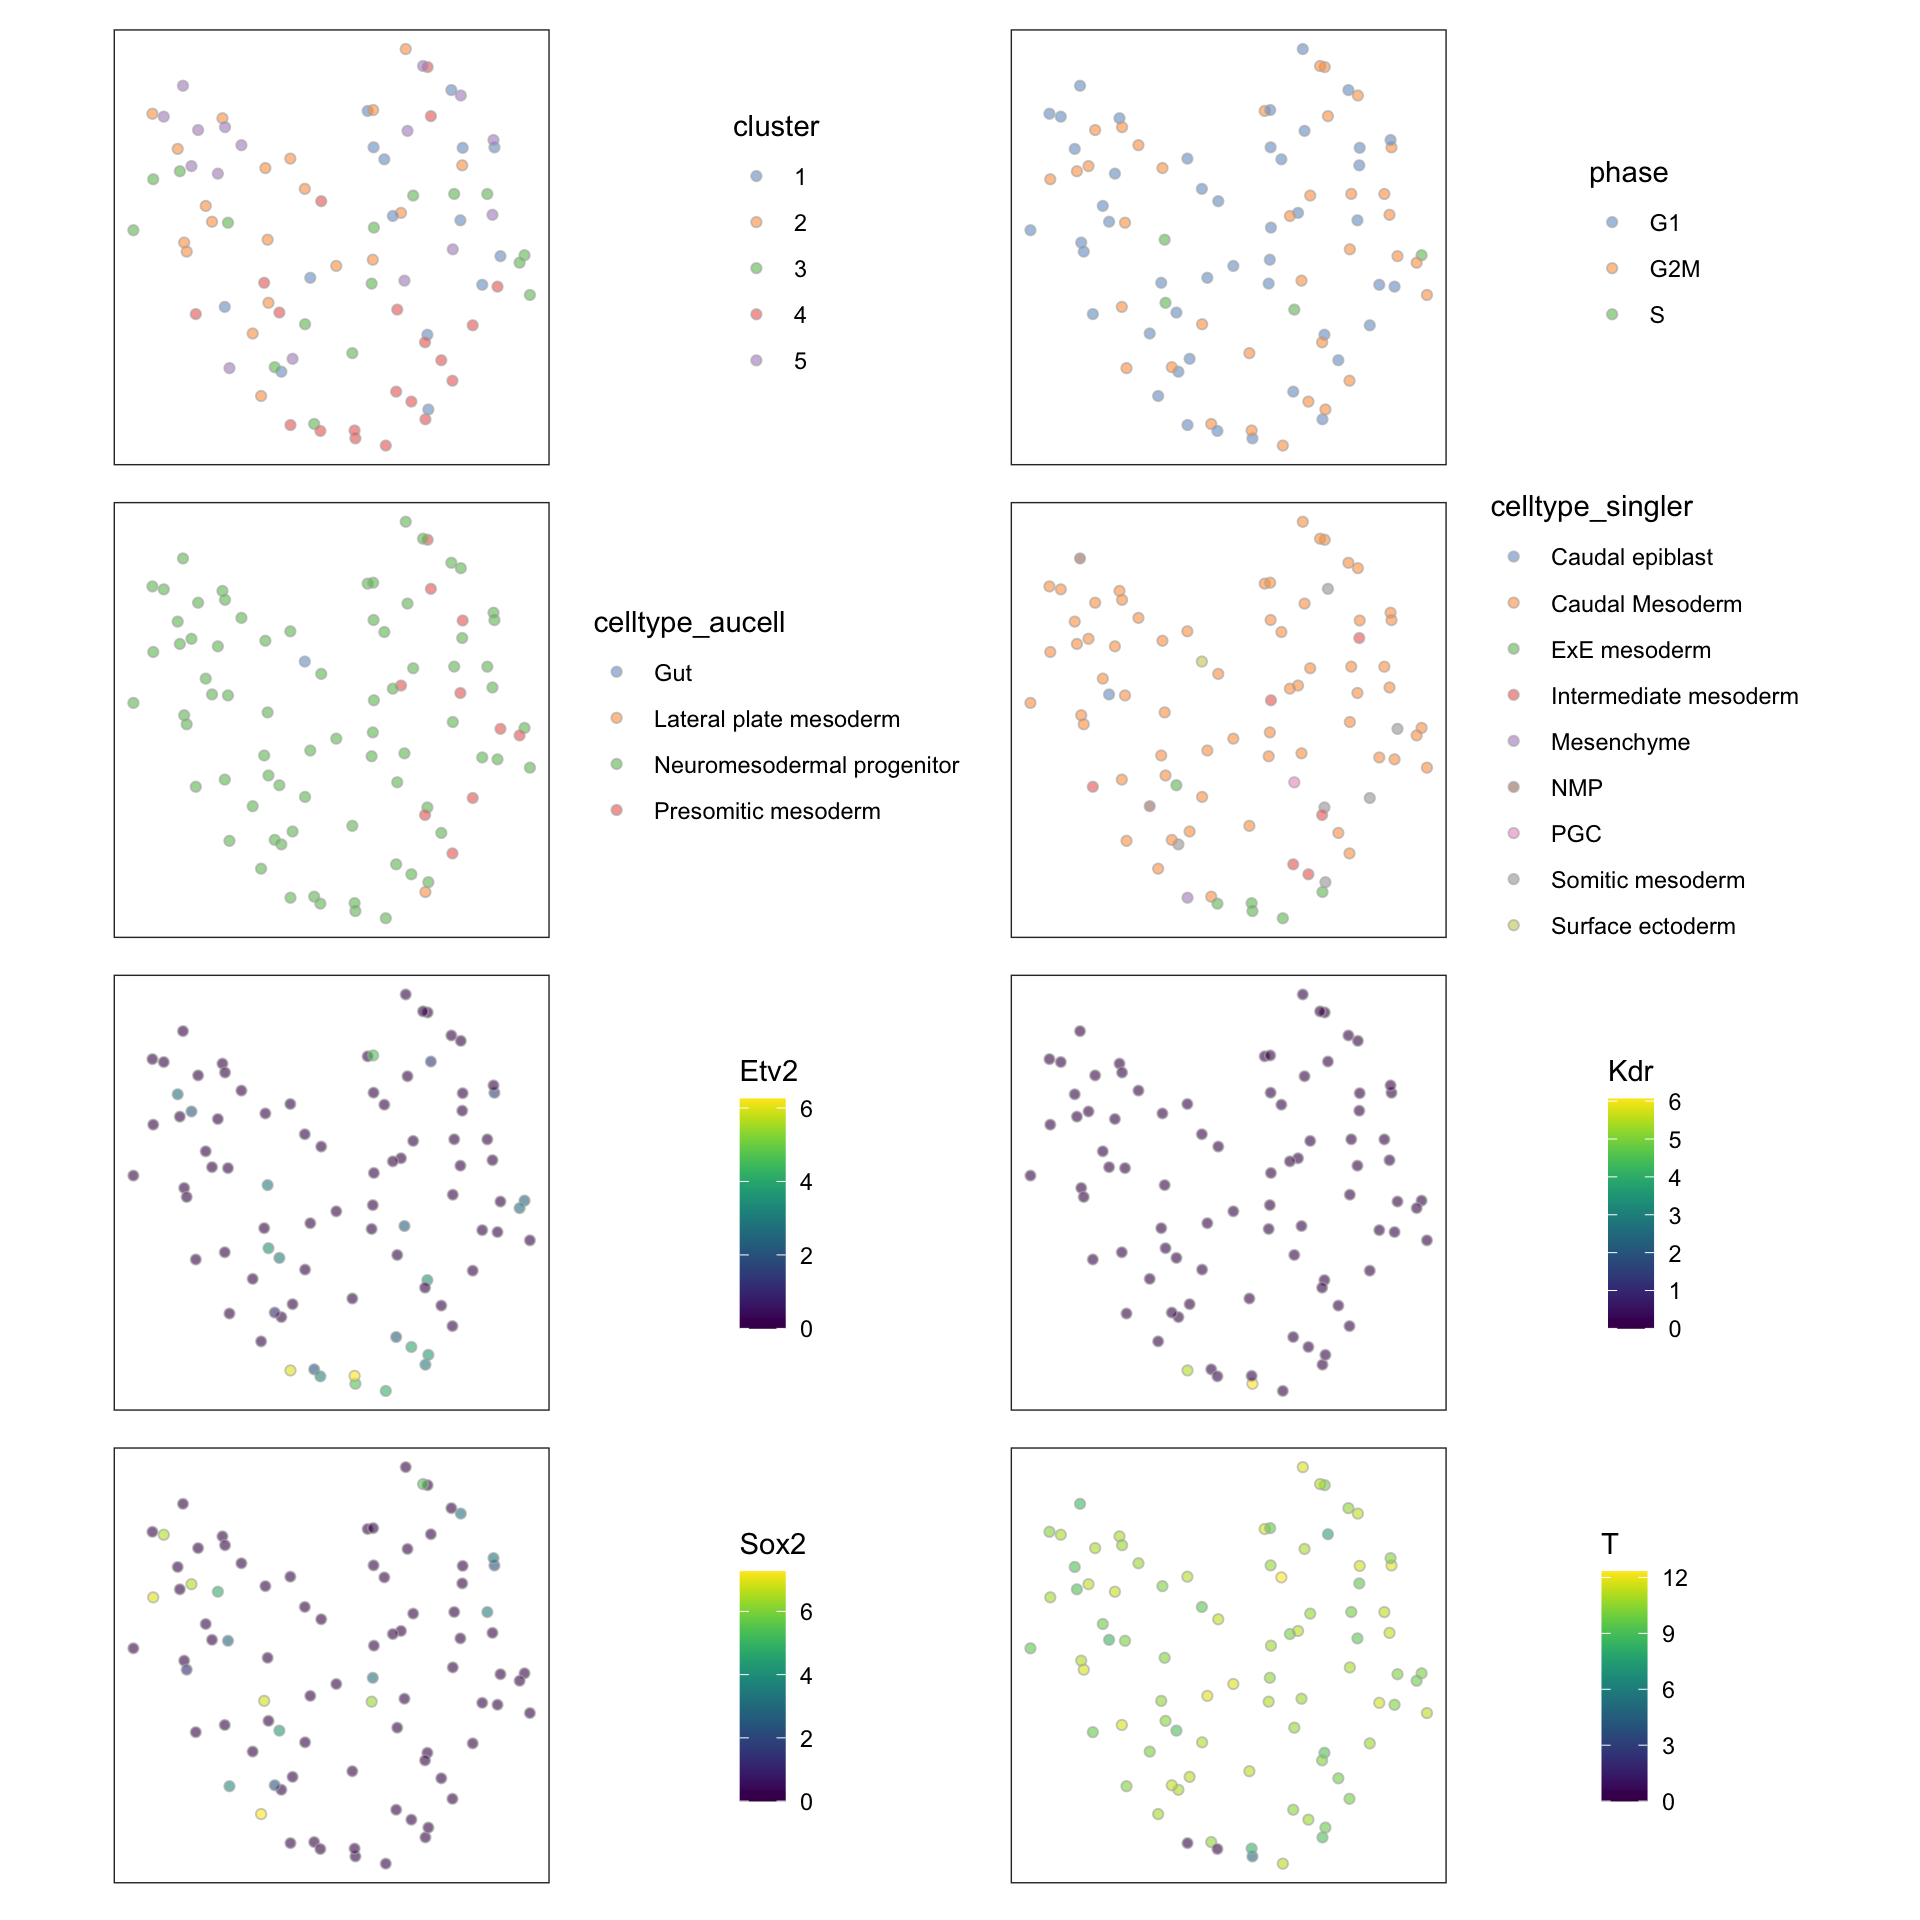 cluster
1
2
3
4
5
phase
G1
G2M
S
celltype_aucell
Gut
Lateral plate mesoderm
Neuromesodermal progenitor
Presomitic mesoderm
celltype_singler
Caudal epiblast
Caudal Mesoderm
ExE mesoderm
Intermediate mesoderm
Mesenchyme
NMP
PGC
Somitic mesoderm
Surface ectoderm
Etv2
6
4
2
0
Kdr
6
5
4
3
2
1
0
Sox2
6
4
2
0
T
12
9
6
3
0